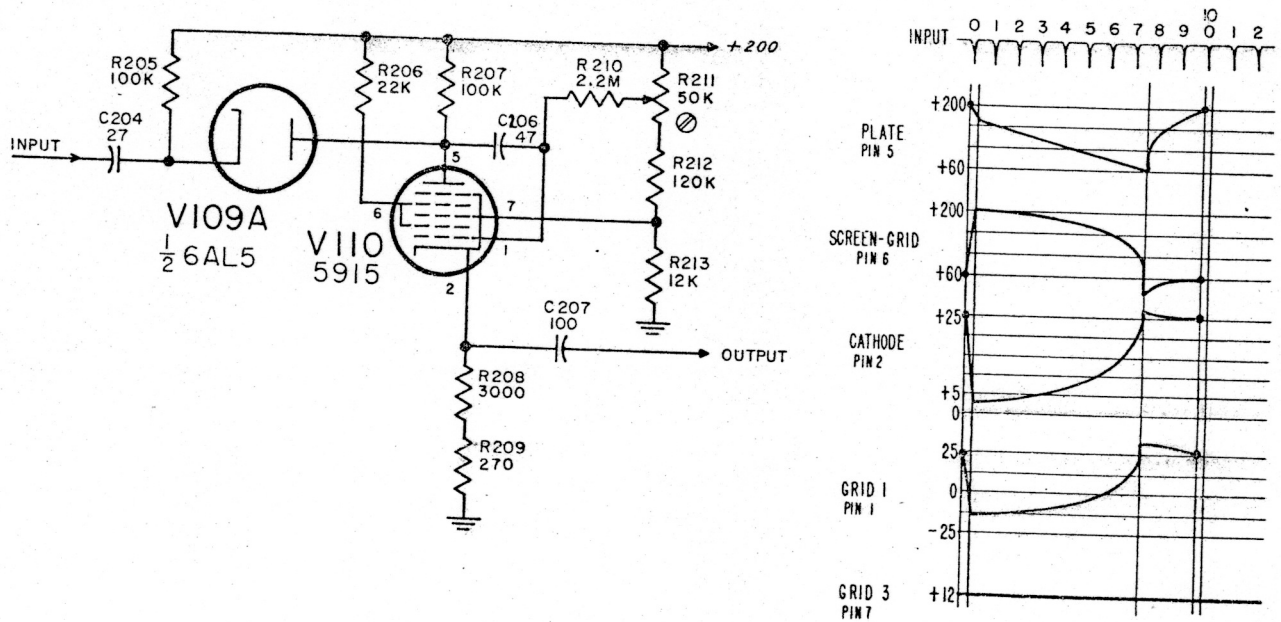 +200
R205
100K
R206
22K
R207
100K
R210
2.2M
R211
50K
C204
27
C206
47
INPUT
5
R212
120K
6
7
1
2
V109A
1/2 6AL5
V110
5915
R213
12K
C207
100
OUTPUT
R208
3000
R209
270
INPUT 0 1 2 3 4 5 6 7 8 9 10 0 1 2
PLATE
PIN 5
+200
+60
SCREEN-GRID
PIN 6
+200
+60
CATHODE
PIN 2
+25
+5
0
GRID 1
PIN 1
25
0
-25
GRID 3
PIN 7
+12